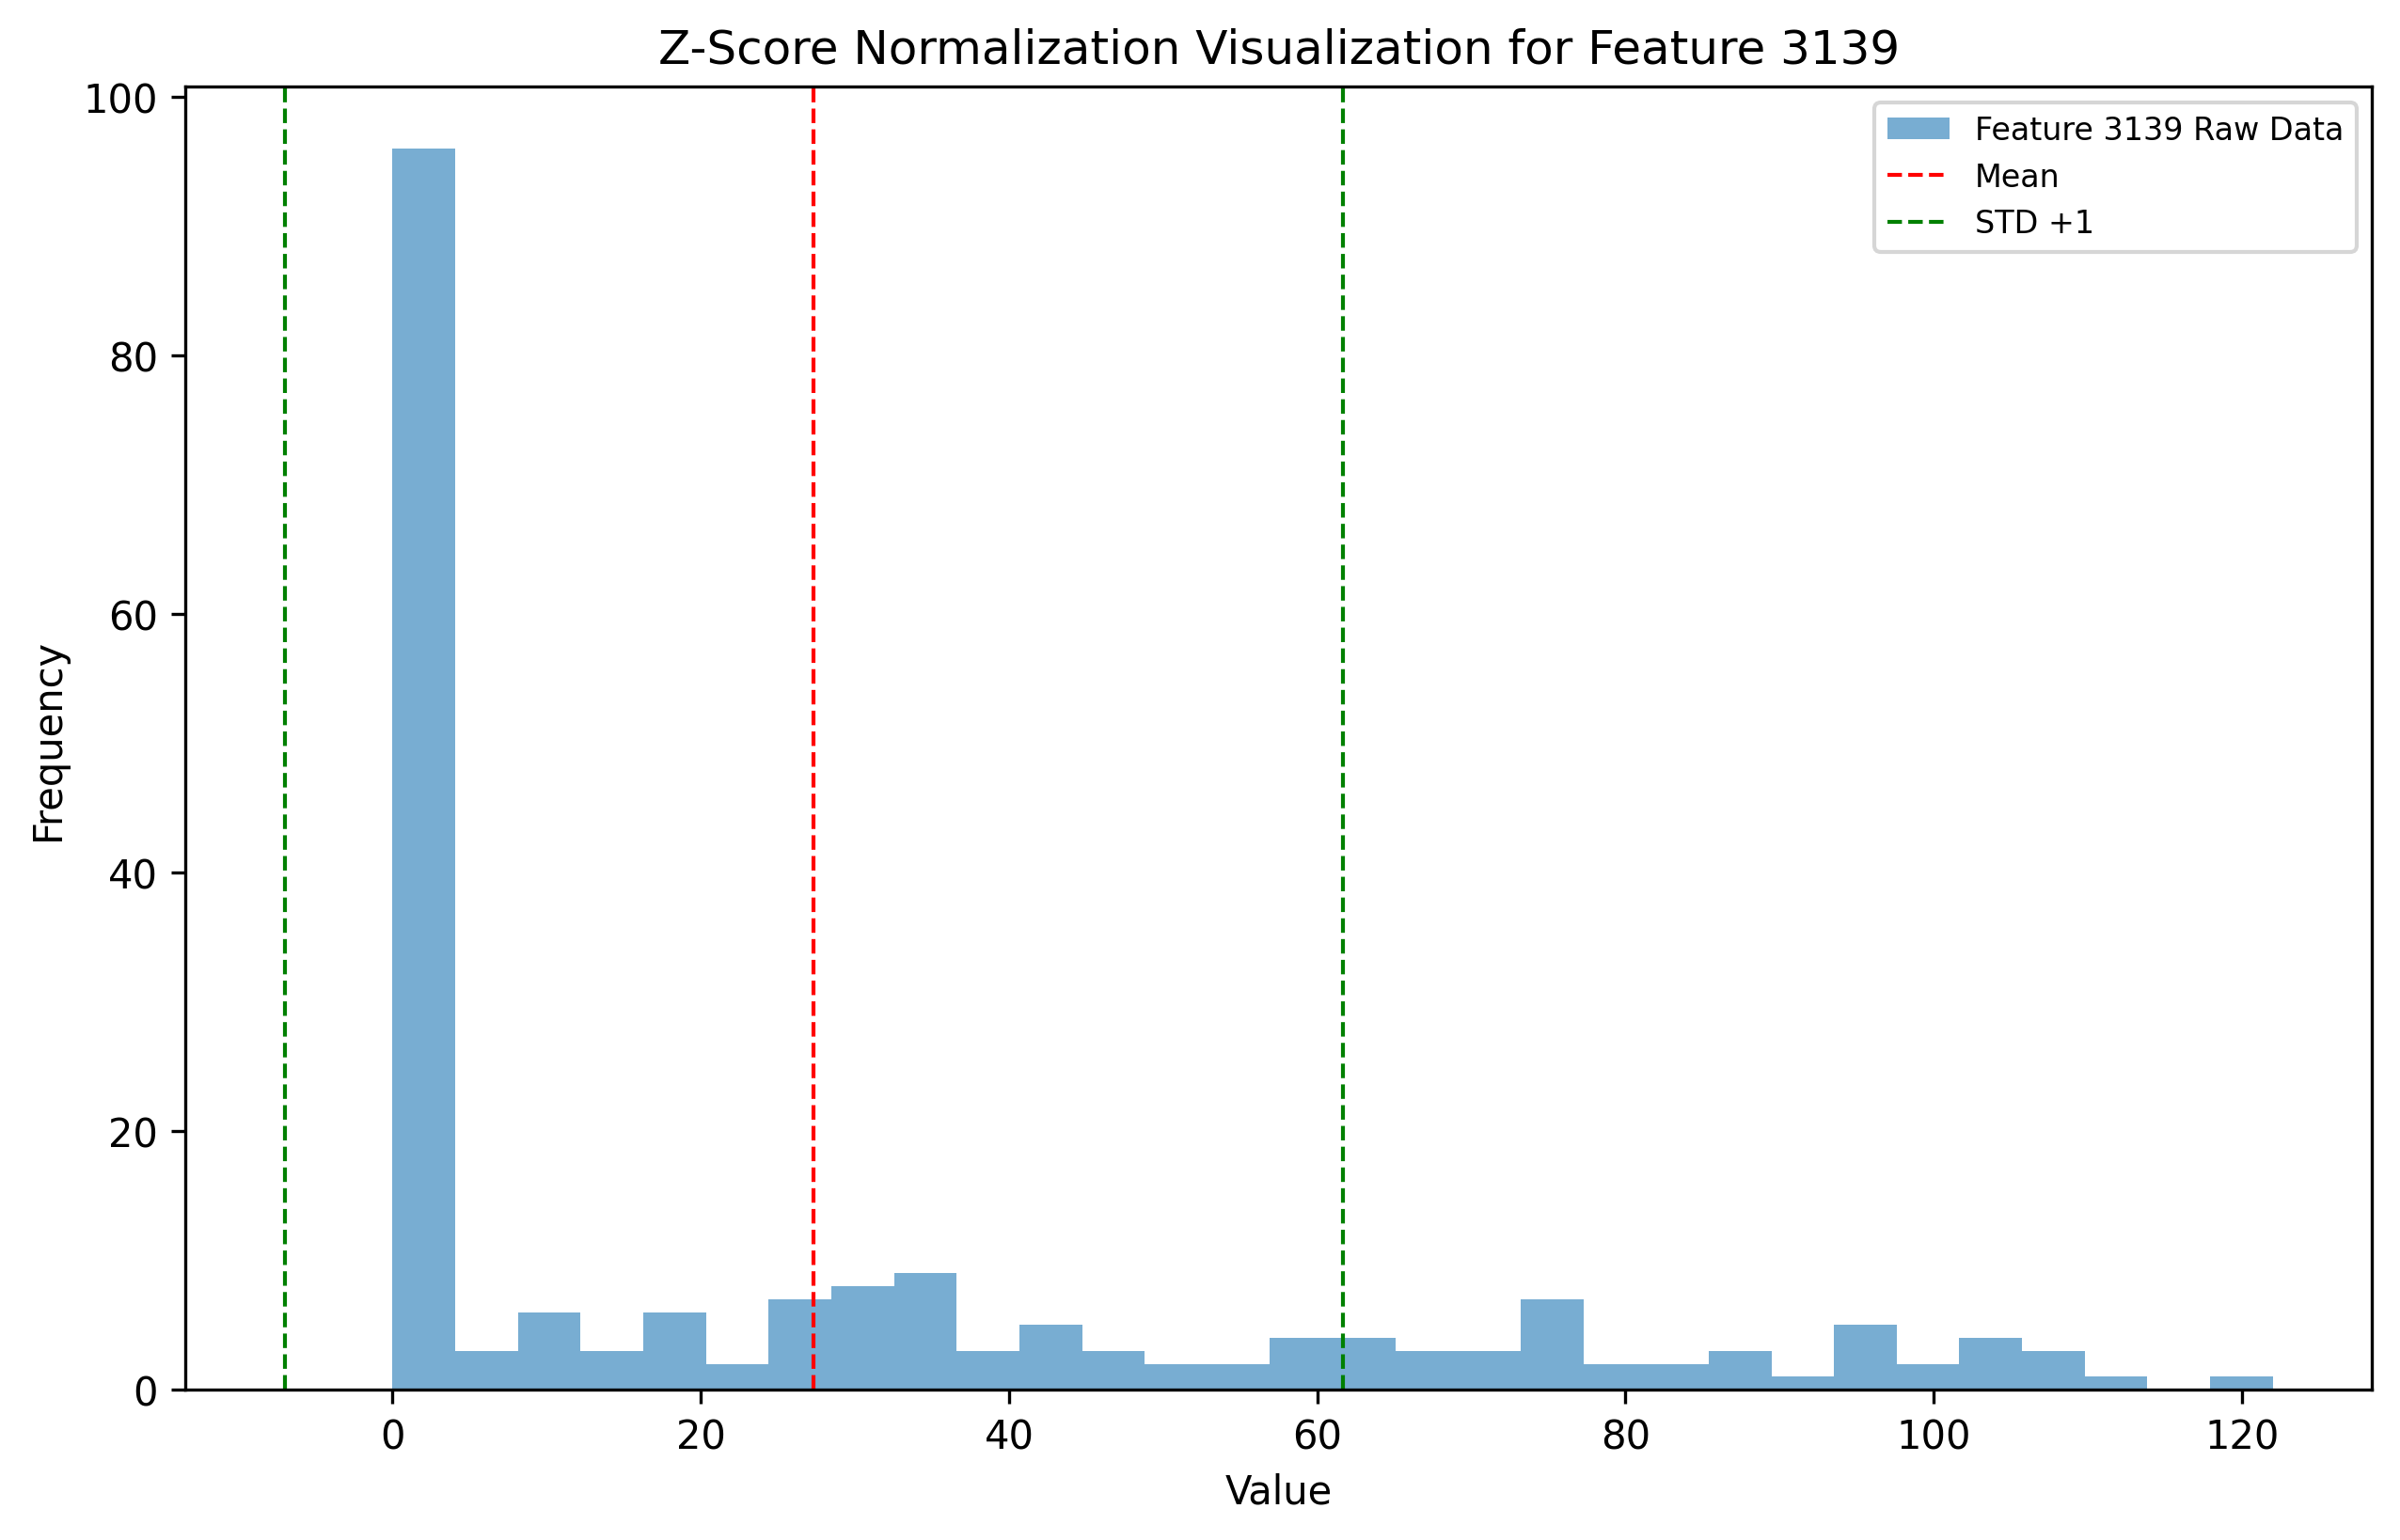 Z-Score Normalization Visualization for Feature 3139
Feature 3139 Raw Data
Mean
STD +1
Frequency
100
80
60
40
20
0
0 20 40 60 80 100 120
Value